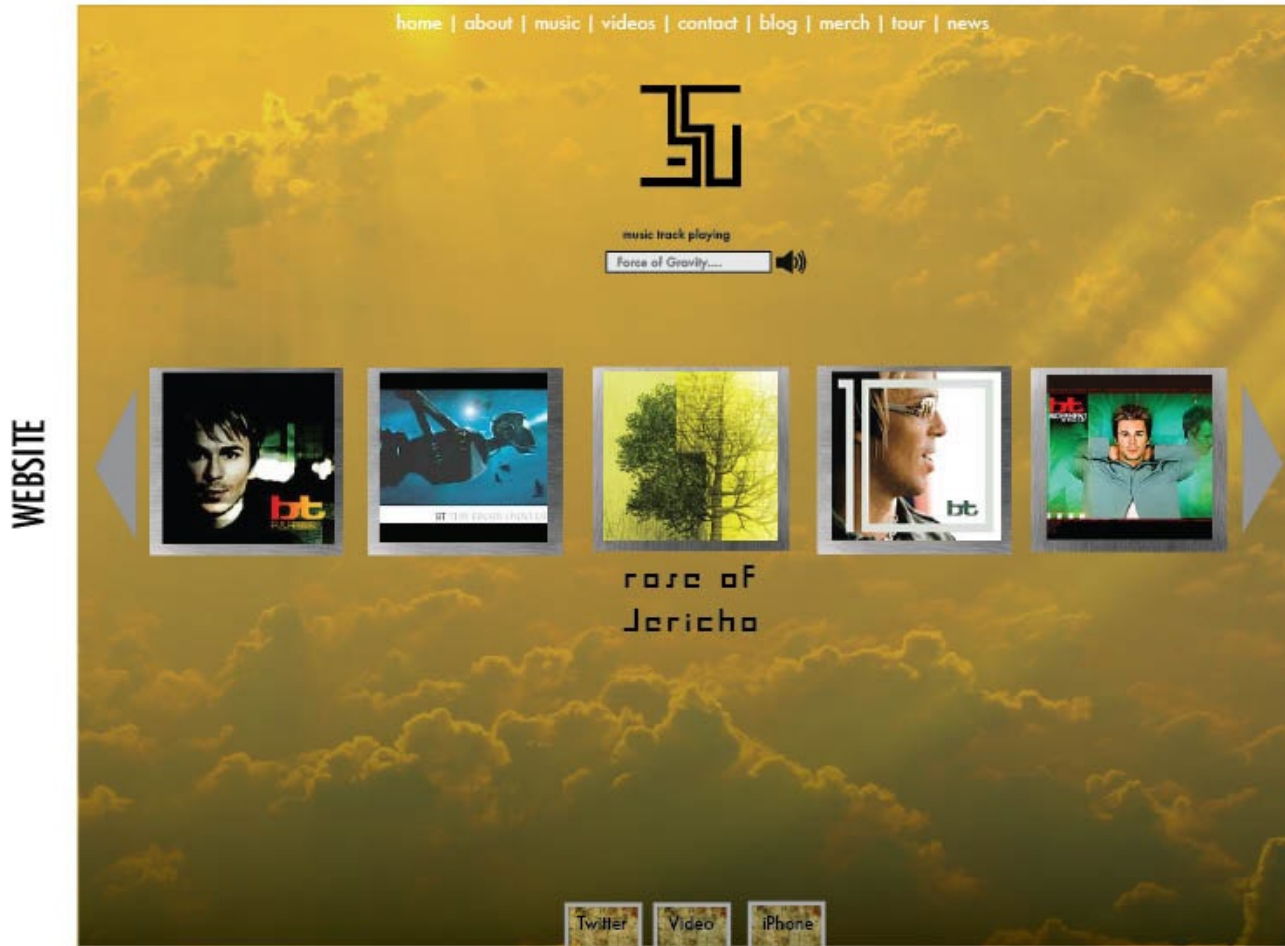 WEBSITE
home | about | music | videos | contact | blog | merch | tour | news
music track playing
Force of Gravity....
bt
BT
10
bt
bt
rose of
Jericho
Twitter
Video
iPhone